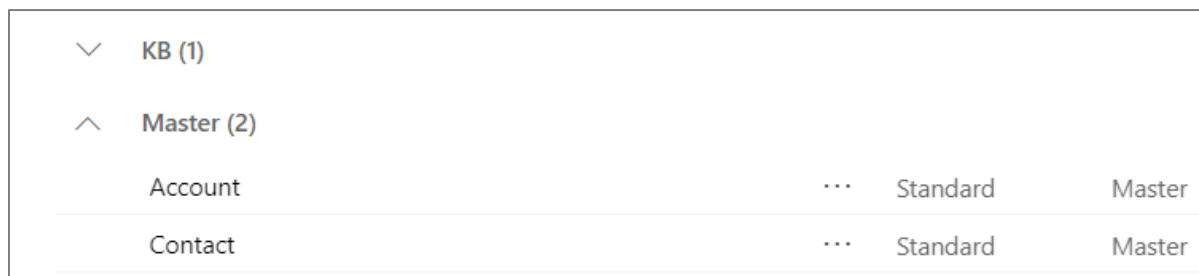 KB (1)
Master (2)
Account ··· Standard Master
Contact ··· Standard Master